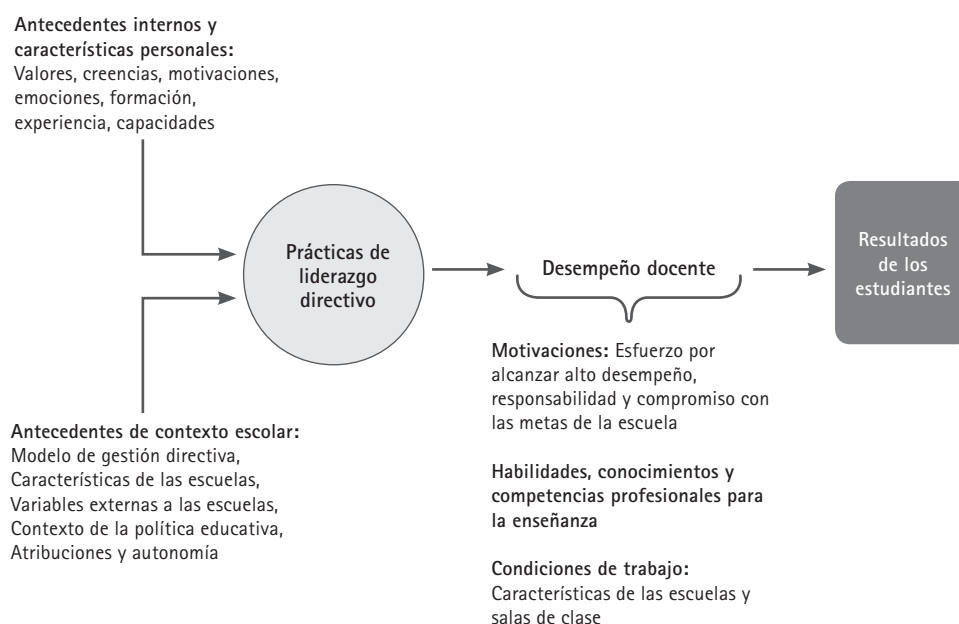 Antecedentes internos y
características personales:
Valores, creencias, motivaciones,
emociones, formación,
experiencia, capacidades
Prácticas de
liderazgo
directivo
Desempeño docente
Resultados
de los
estudiantes
Motivaciones: Esfuerzo por
alcanzar alto desempeño,
responsabilidad y compromiso con
las metas de la escuela
Habilidades, conocimientos y
competencias profesionales para
la enseñanza
Condiciones de trabajo:
Características de las escuelas y
salas de clase
Antecedentes de contexto escolar:
Modelo de gestión directiva,
Características de las escuelas,
Variables externas a las escuelas,
Contexto de la política educativa,
Atribuciones y autonomía